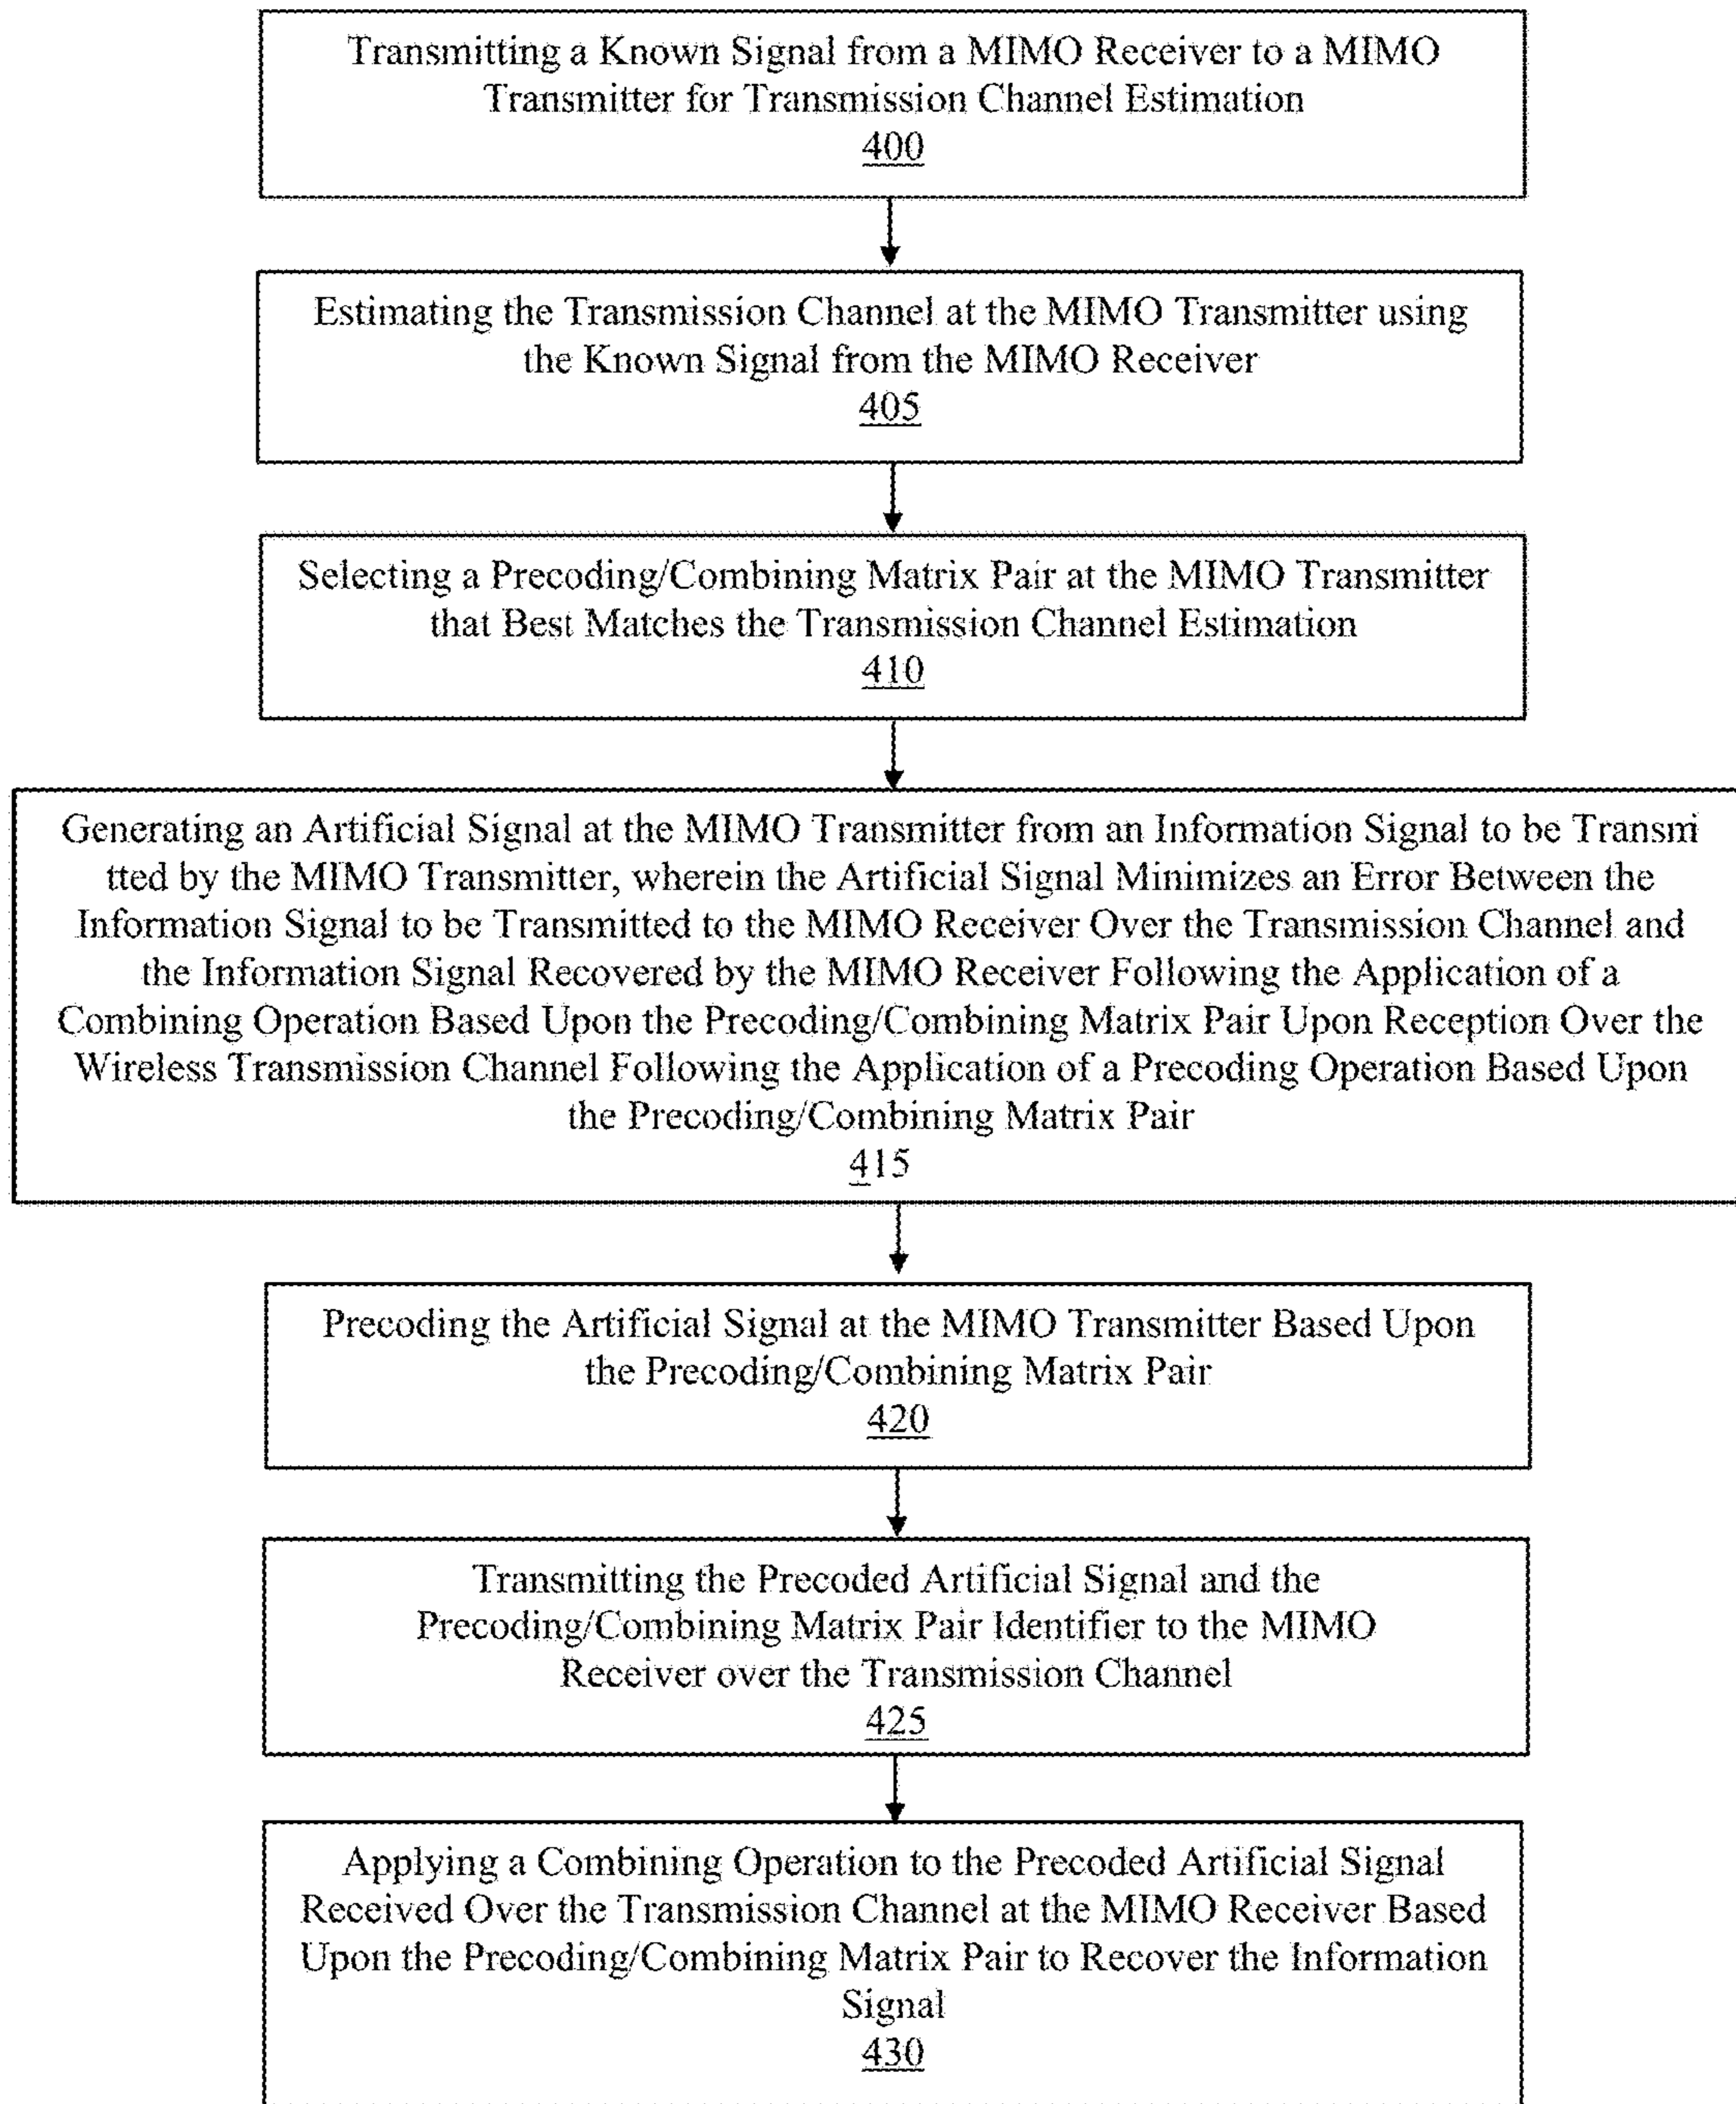 Transmitting a Known Signal from a MIMO Receiver to a MIMO
Transmitter for Transmission Channel Estimation
400
Estimating the Transmission Channel at the MIMO Transmitter using
the Known Signal from the MIMO Receiver
405
Selecting a Precoding/Combining Matrix Pair at the MIMO Transmitter
that Best Matches the Transmission Channel Estimation
410
Generating an Artificial Signal at the MIMO Transmitter from an Information Signal to be Transmi
tted by the MIMO Transmitter, wherein the Artificial Signal Minimizes an Error Between the
Information Signal to be Transmitted to the MIMO Receiver Over the Transmission Channel and
the Information Signal Recovered by the MIMO Receiver Following the Application of a
Combining Operation Based Upon the Precoding/Combining Matrix Pair Upon Reception Over the
Wireless Transmission Channel Following the Application of a Precoding Operation Based Upon
the Precoding/Combining Matrix Pair
415
Precoding the Artificial Signal at the MIMO Transmitter Based Upon
the Precoding/Combining Matrix Pair
420
Transmitting the Precoded Artificial Signal and the
Precoding/Combining Matrix Pair Identifier to the MIMO
Receiver over the Transmission Channel
425
Applying a Combining Operation to the Precoded Artificial Signal
Received Over the Transmission Channel at the MIMO Receiver Based
Upon the Precoding/Combining Matrix Pair to Recover the Information
Signal
430